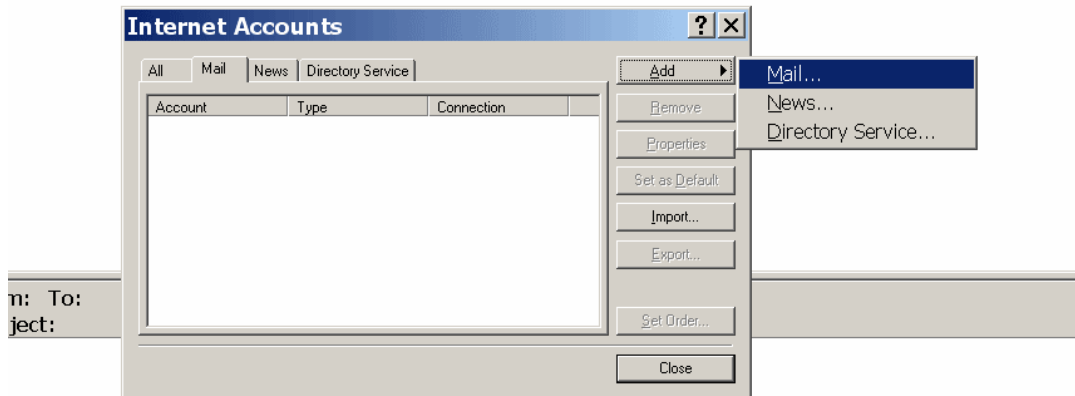 Internet Accounts
All Mail News Directory Service
Account Type Connection
Add
Remove
Properties
Set as Default
Import...
Export...
Set Order...
Close
Mail...
News...
Directory Service...
m: To:
ject: